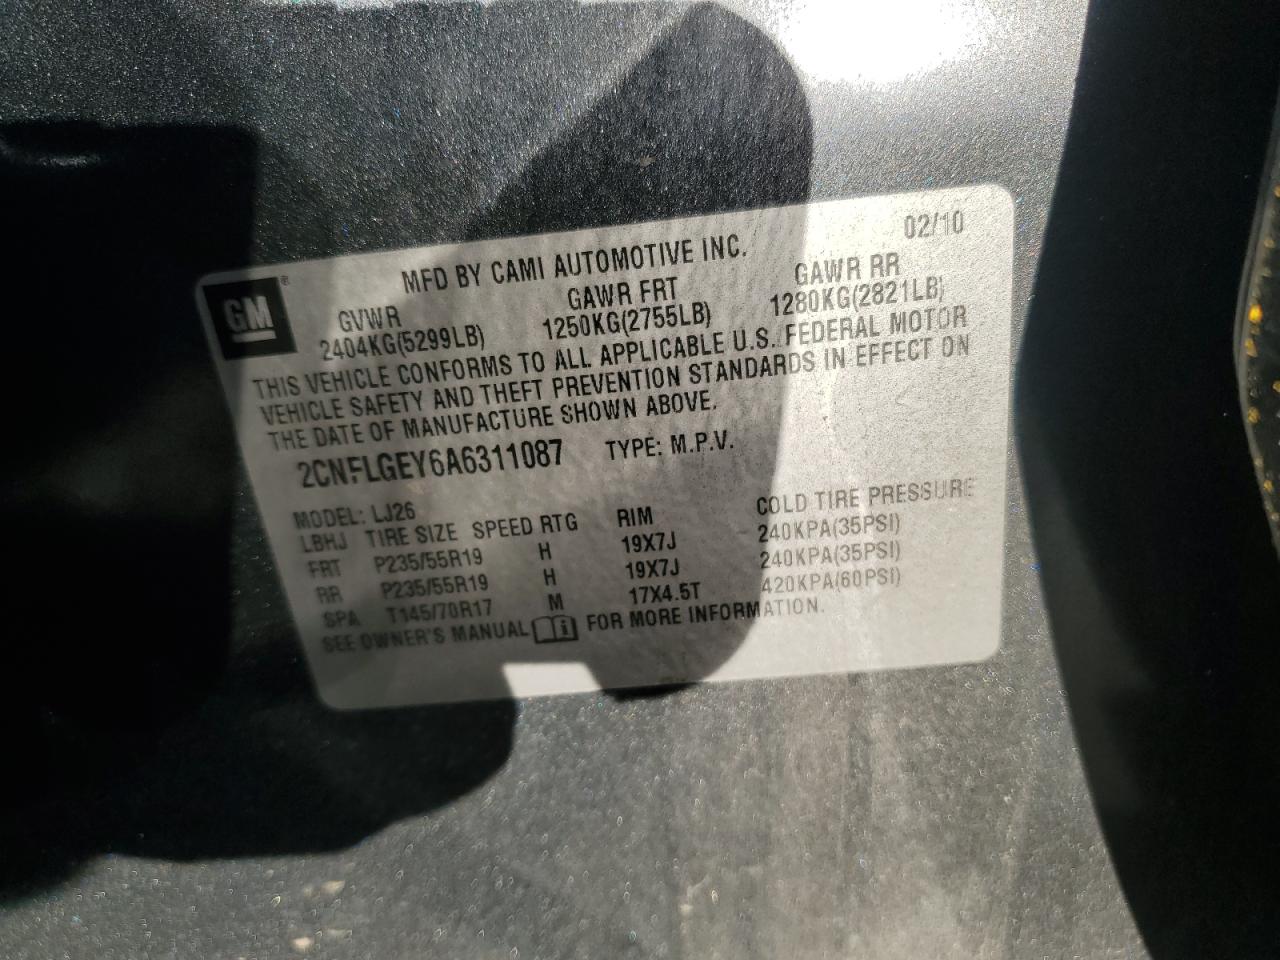 02/10
MFD BY CAMI AUTOMOTIVE INC.
GM®
GVWR GAWR FRT GAWR RR
2404KG(5299LB) 1250KG(2755LB) 1280KG(2821LB)
THIS VEHICLE CONFORMS TO ALL APPLICABLE U.S. FEDERAL MOTOR
VEHICLE SAFETY AND THEFT PREVENTION STANDARDS IN EFFECT ON
THE DATE OF MANUFACTURE SHOWN ABOVE.
2CNFLGEY6A6311087 TYPE: M.P.V.
MODEL: LJ26
LBHJ TIRE SIZE SPEED RTG RIM COLD TIRE PRESSURE
FRT P235/55R19 H 19X7J 240KPA(35PSI)
RR P235/55R19 H 19X7J 240KPA(35PSI)
SPA T145/70R17 M 17X4.5T 420KPA(60PSI)
SEE OWNER'S MANUAL FOR MORE INFORMATION.